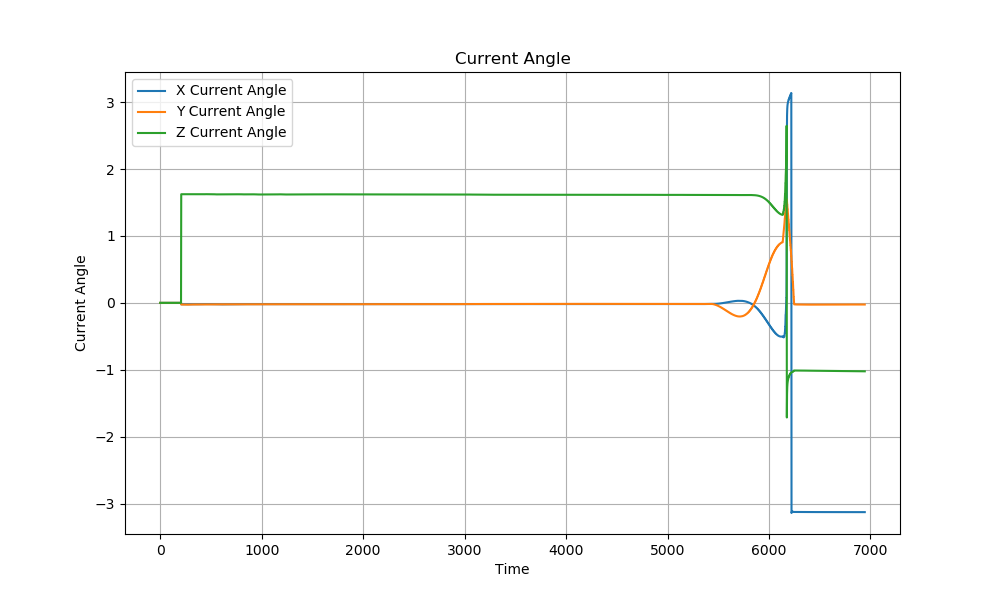 Current Angle
X Current Angle
Y Current Angle
Z Current Angle
3
2
1
0
−1
−2
−3
Current Angle
0 1000 2000 3000 4000 5000 6000 7000
Time